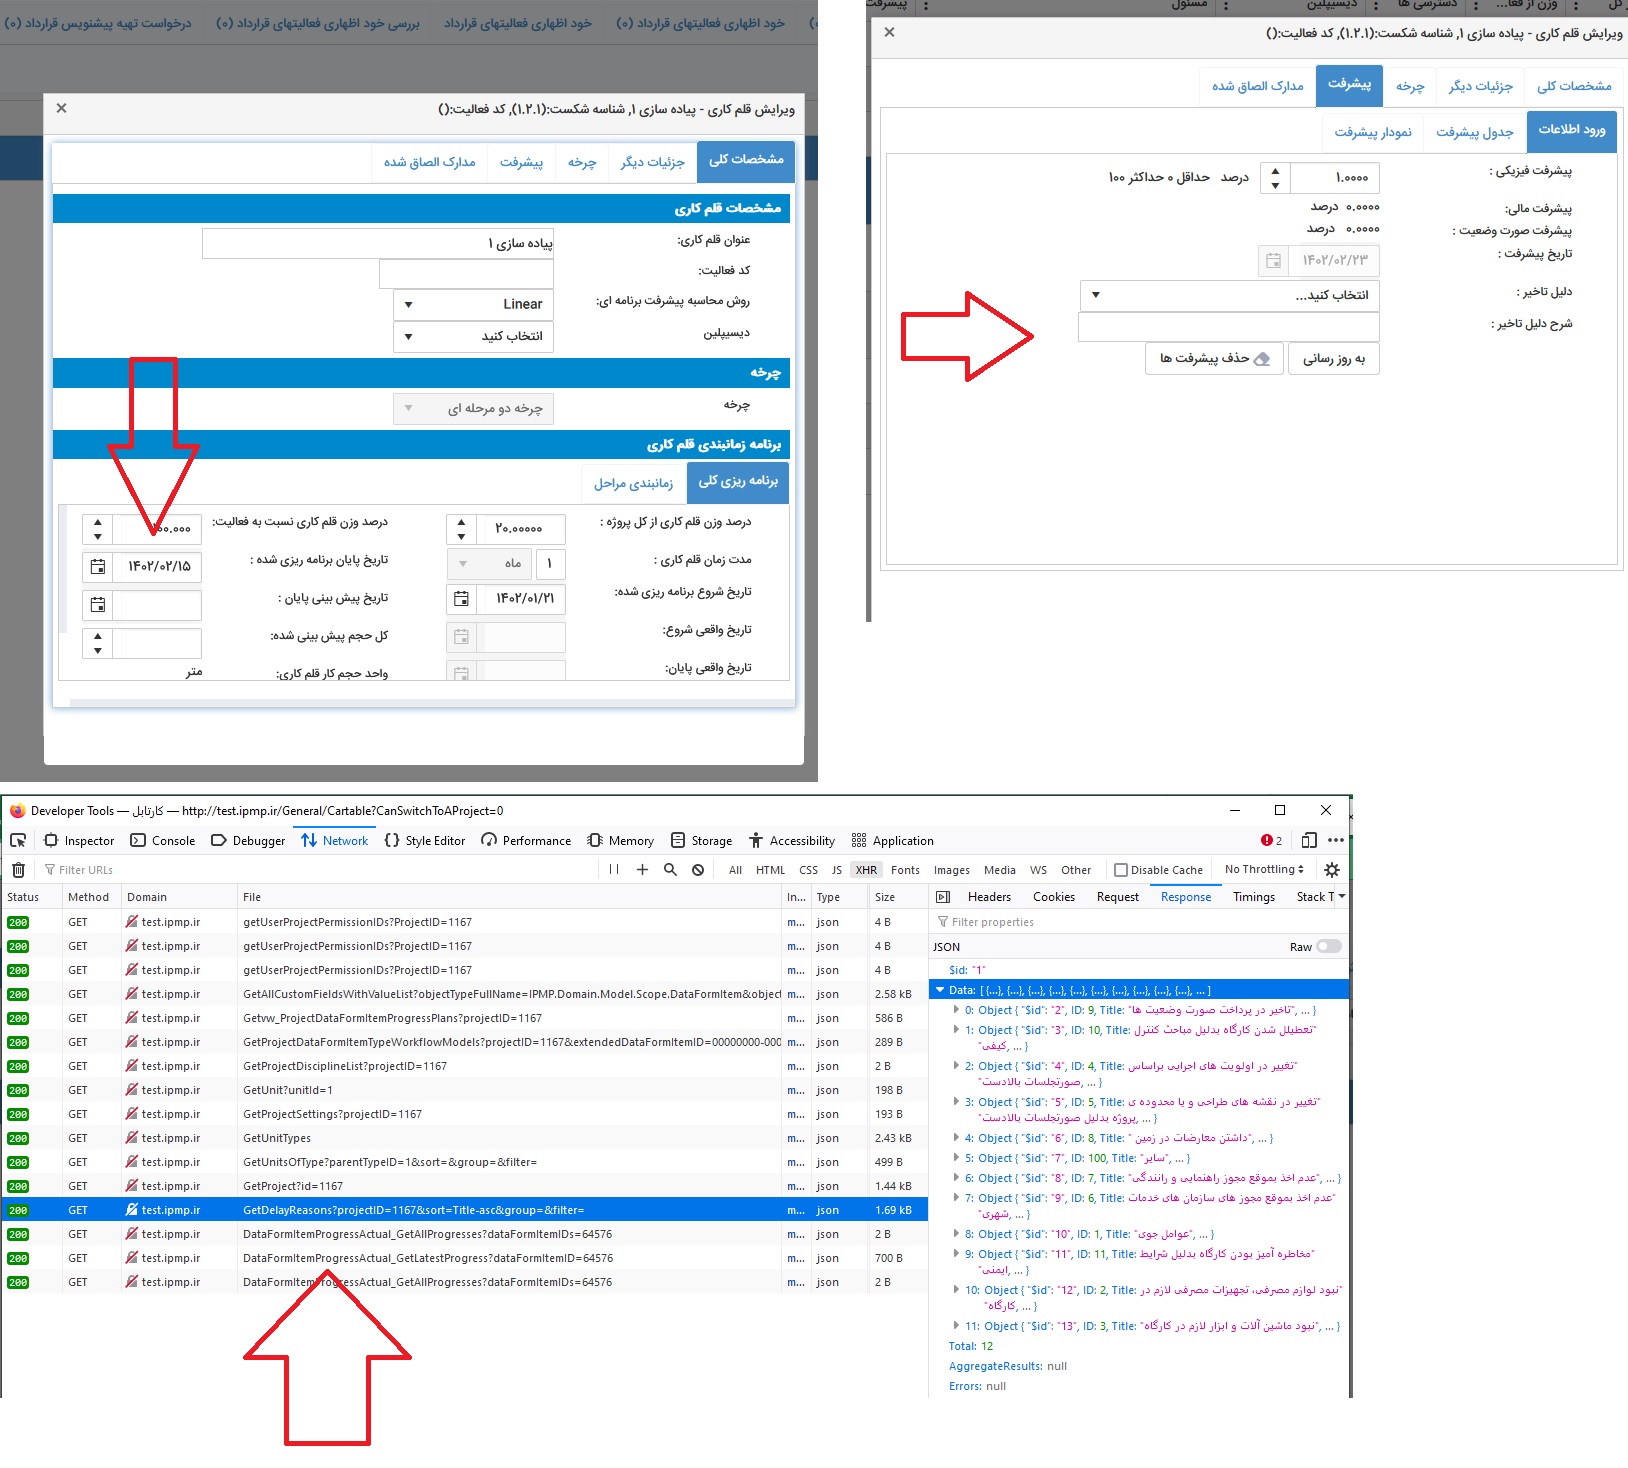 خود اظهاری فعالیتهای قرارداد (۰)
خود اظهاری فعالیتهای قرارداد
بررسی خود اظهاری فعالیتهای قرارداد (۰)
درخواست تهیه پیشنویس قرارداد (۰)
ویرایش قلم کاری - پیاده سازی ۱, شناسه شکست:(۱.۲.۱), کد فعالیت:()
مشخصات کلی
جزئیات دیگر
چرخه
پیشرفت
مدارک الصاق شده
مشخصات قلم کاری
عنوان قلم کاری:
پیاده سازی ۱
کد فعالیت:
روش محاسبه پیشرفت برنامه ای:
Linear
دیسیپلین
انتخاب کنید
چرخه
چرخه
چرخه دو مرحله ای
برنامه زمانبندی قلم کاری
برنامه ریزی کلی
زمانبندی مراحل
درصد وزن قلم کاری از کل پروژه :
۲۰.۰۰۰۰۰
درصد وزن قلم کاری نسبت به فعالیت:
مدت زمان قلم کاری :
۱
ماه
تاریخ پایان برنامه ریزی شده :
۱۴۰۲/۰۲/۱۵
تاریخ شروع برنامه ریزی شده:
۱۴۰۲/۰۱/۲۱
تاریخ پیش بینی پایان :
تاریخ واقعی شروع:
کل حجم پیش بینی شده:
تاریخ واقعی پایان:
واحد حجم کار قلم کاری:
متر
وزن از فعا...
دسترسی ها
دیسیپلین
مسئول
پیشرفت
ویرایش قلم کاری - پیاده سازی ۱, شناسه شکست:(۱.۲.۱), کد فعالیت:()
مشخصات کلی
جزئیات دیگر
چرخه
پیشرفت
مدارک الصاق شده
ورود اطلاعات
جدول پیشرفت
نمودار پیشرفت
پیشرفت فیزیکی :
۱.۰۰۰۰
درصد حداقل ۰ حداکثر ۱۰۰
پیشرفت مالی:
۰.۰۰۰۰ درصد
پیشرفت صورت وضعیت :
۰.۰۰۰۰ درصد
تاریخ پیشرفت :
۱۴۰۲/۰۲/۲۳
دلیل تاخیر :
انتخاب کنید...
شرح دلیل تاخیر :
به روز رسانی
حذف پیشرفت ها
Developer Tools — کارتابل — http://test.ipmp.ir/General/Cartable?CanSwitchToAProject=0
Inspector Console Debugger Network Style Editor Performance Memory Storage Accessibility Application 2
Filter URLs
All HTML CSS JS XHR Fonts Images Media WS Other Disable Cache No Throttling
Status Method Domain File In... Type Size
200 GET test.ipmp.ir getUserProjectPermissionIDs?ProjectID=1167 m... json 4 B
200 GET test.ipmp.ir getUserProjectPermissionIDs?ProjectID=1167 m... json 4 B
200 GET test.ipmp.ir getUserProjectPermissionIDs?ProjectID=1167 m... json 4 B
200 GET test.ipmp.ir GetAllCustomFieldsWithValueList?objectTypeFullName=IPMP.Domain.Model.Scope.DataFormItem&object m... json 2.58 kB
200 GET test.ipmp.ir Getvw_ProjectDataFormItemProgressPlans?projectID=1167 m... json 586 B
200 GET test.ipmp.ir GetProjectDataFormItemTypeWorkflowModels?projectID=1167&extendedDataFormItemID=00000000-000 m... json 289 B
200 GET test.ipmp.ir GetProjectDisciplineList?projectID=1167 m... json 2 B
200 GET test.ipmp.ir GetUnit?unitId=1 m... json 198 B
200 GET test.ipmp.ir GetProjectSettings?projectID=1167 m... json 193 B
200 GET test.ipmp.ir GetUnitTypes m... json 2.43 kB
200 GET test.ipmp.ir GetUnitsOfType?parentTypeID=1&sort=&group=&filter= m... json 499 B
200 GET test.ipmp.ir GetProject?id=1167 m... json 1.44 kB
200 GET test.ipmp.ir GetDelayReasons?projectID=1167&sort=Title-asc&group=&filter= m... json 1.69 kB
200 GET test.ipmp.ir DataFormItemProgressActual_GetAllProgresses?dataFormItemIDs=64576 m... json 2 B
200 GET test.ipmp.ir DataFormItemProgressActual_GetLatestProgress?dataFormItemID=64576 m... json 700 B
200 GET test.ipmp.ir DataFormItemProgressActual_GetAllProgresses?dataFormItemIDs=64576 m... json 2 B
Headers Cookies Request Response Timings Stack T
Filter properties
JSON Raw
$id: "1"
Data: [ {...}, {...}, {...}, {...}, {...}, {...}, {...}, {...}, {...}, {...}, ... ]
0: Object { "$id": "2", ID: 9, Title: "تاخیر در پرداخت صورت وضعیت ها", ... }
1: Object { "$id": "3", ID: 10, Title: "تعطیلل شدن کارگاه بدلیل مباحث کنترل
کیفی", ... }
2: Object { "$id": "4", ID: 4, Title: "تغییر در اولویت های اجرایی براساس
صورتجلسات بالادست", ... }
3: Object { "$id": "5", ID: 5, Title: "تغییر در نقشه های طراحی و یا محدوده ی
پروژه بدلیل صورتجلسات بالادست", ... }
4: Object { "$id": "6", ID: 8, Title: "داشتن معارضات در زمین ", ... }
5: Object { "$id": "7", ID: 100, Title: "سایر", ... }
6: Object { "$id": "8", ID: 7, Title: "عدم اخذ بموقع مجوز راهنمایی و رانندگی", ... }
7: Object { "$id": "9", ID: 6, Title: "عدم اخذ بموقع مجوز های سازمان های خدمات
شهری", ... }
8: Object { "$id": "10", ID: 1, Title: "عوامل جوی", ... }
9: Object { "$id": "11", ID: 11, Title: "مخاطره آمیز بودن کارگاه بدلیل شرایط
ایمنی", ... }
10: Object { "$id": "12", ID: 2, Title: "نبود لوازم مصرفی، تجهیزات مصرفی لازم در
کارگاه", ... }
11: Object { "$id": "13", ID: 3, Title: "نبود ماشین آلات و ابزار لازم در کارگاه", ... }
Total: 12
AggregateResults: null
Errors: null